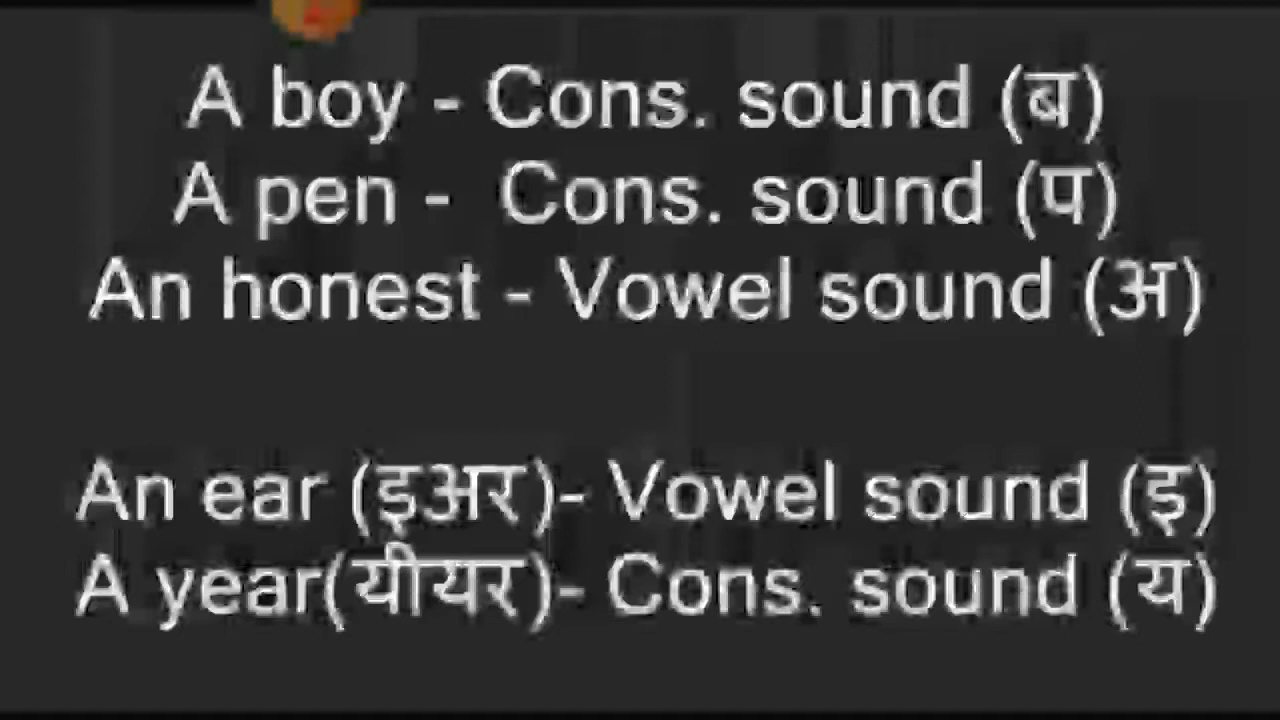 A boy - Cons. sound (ब)
A pen - Cons. sound (प)
An honest - Vowel sound (अ)
An ear (इअर)- Vowel sound (इ)
A year(यीयर)- Cons. sound (य)